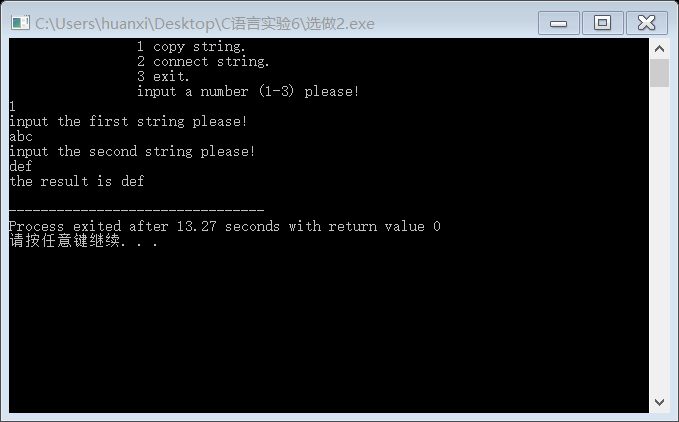 C:\Users\huanxi\Desktop\C语言实验6\选做2.exe
1 copy string.
2 connect string.
3 exit.
input a number (1-3) please!
1
input the first string please!
abc
input the second string please!
def
the result is def
--------------------------------
Process exited after 13.27 seconds with return value 0
请按任意键继续. . .